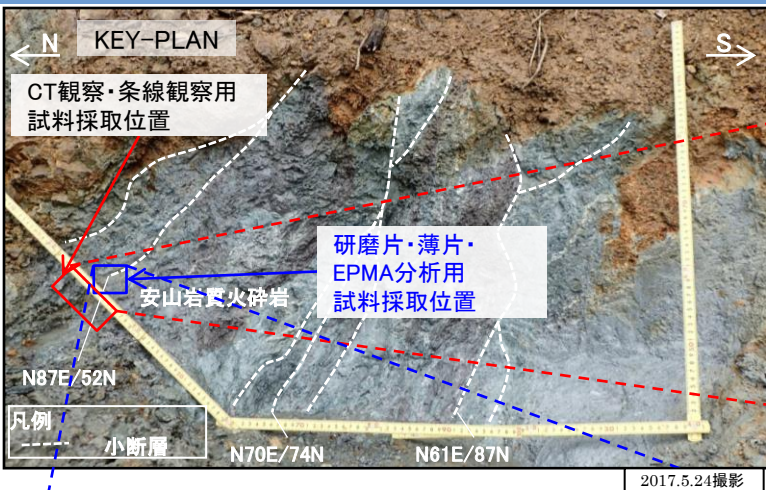 N
KEY-PLAN
S
CT観察・条線観察用
試料採取位置
研磨片・薄片・
EPMA分析用
試料採取位置
安山岩質火砕岩
N87E/52N
凡例
小断層
N70E/74N
N61E/87N
2017.5.24撮影